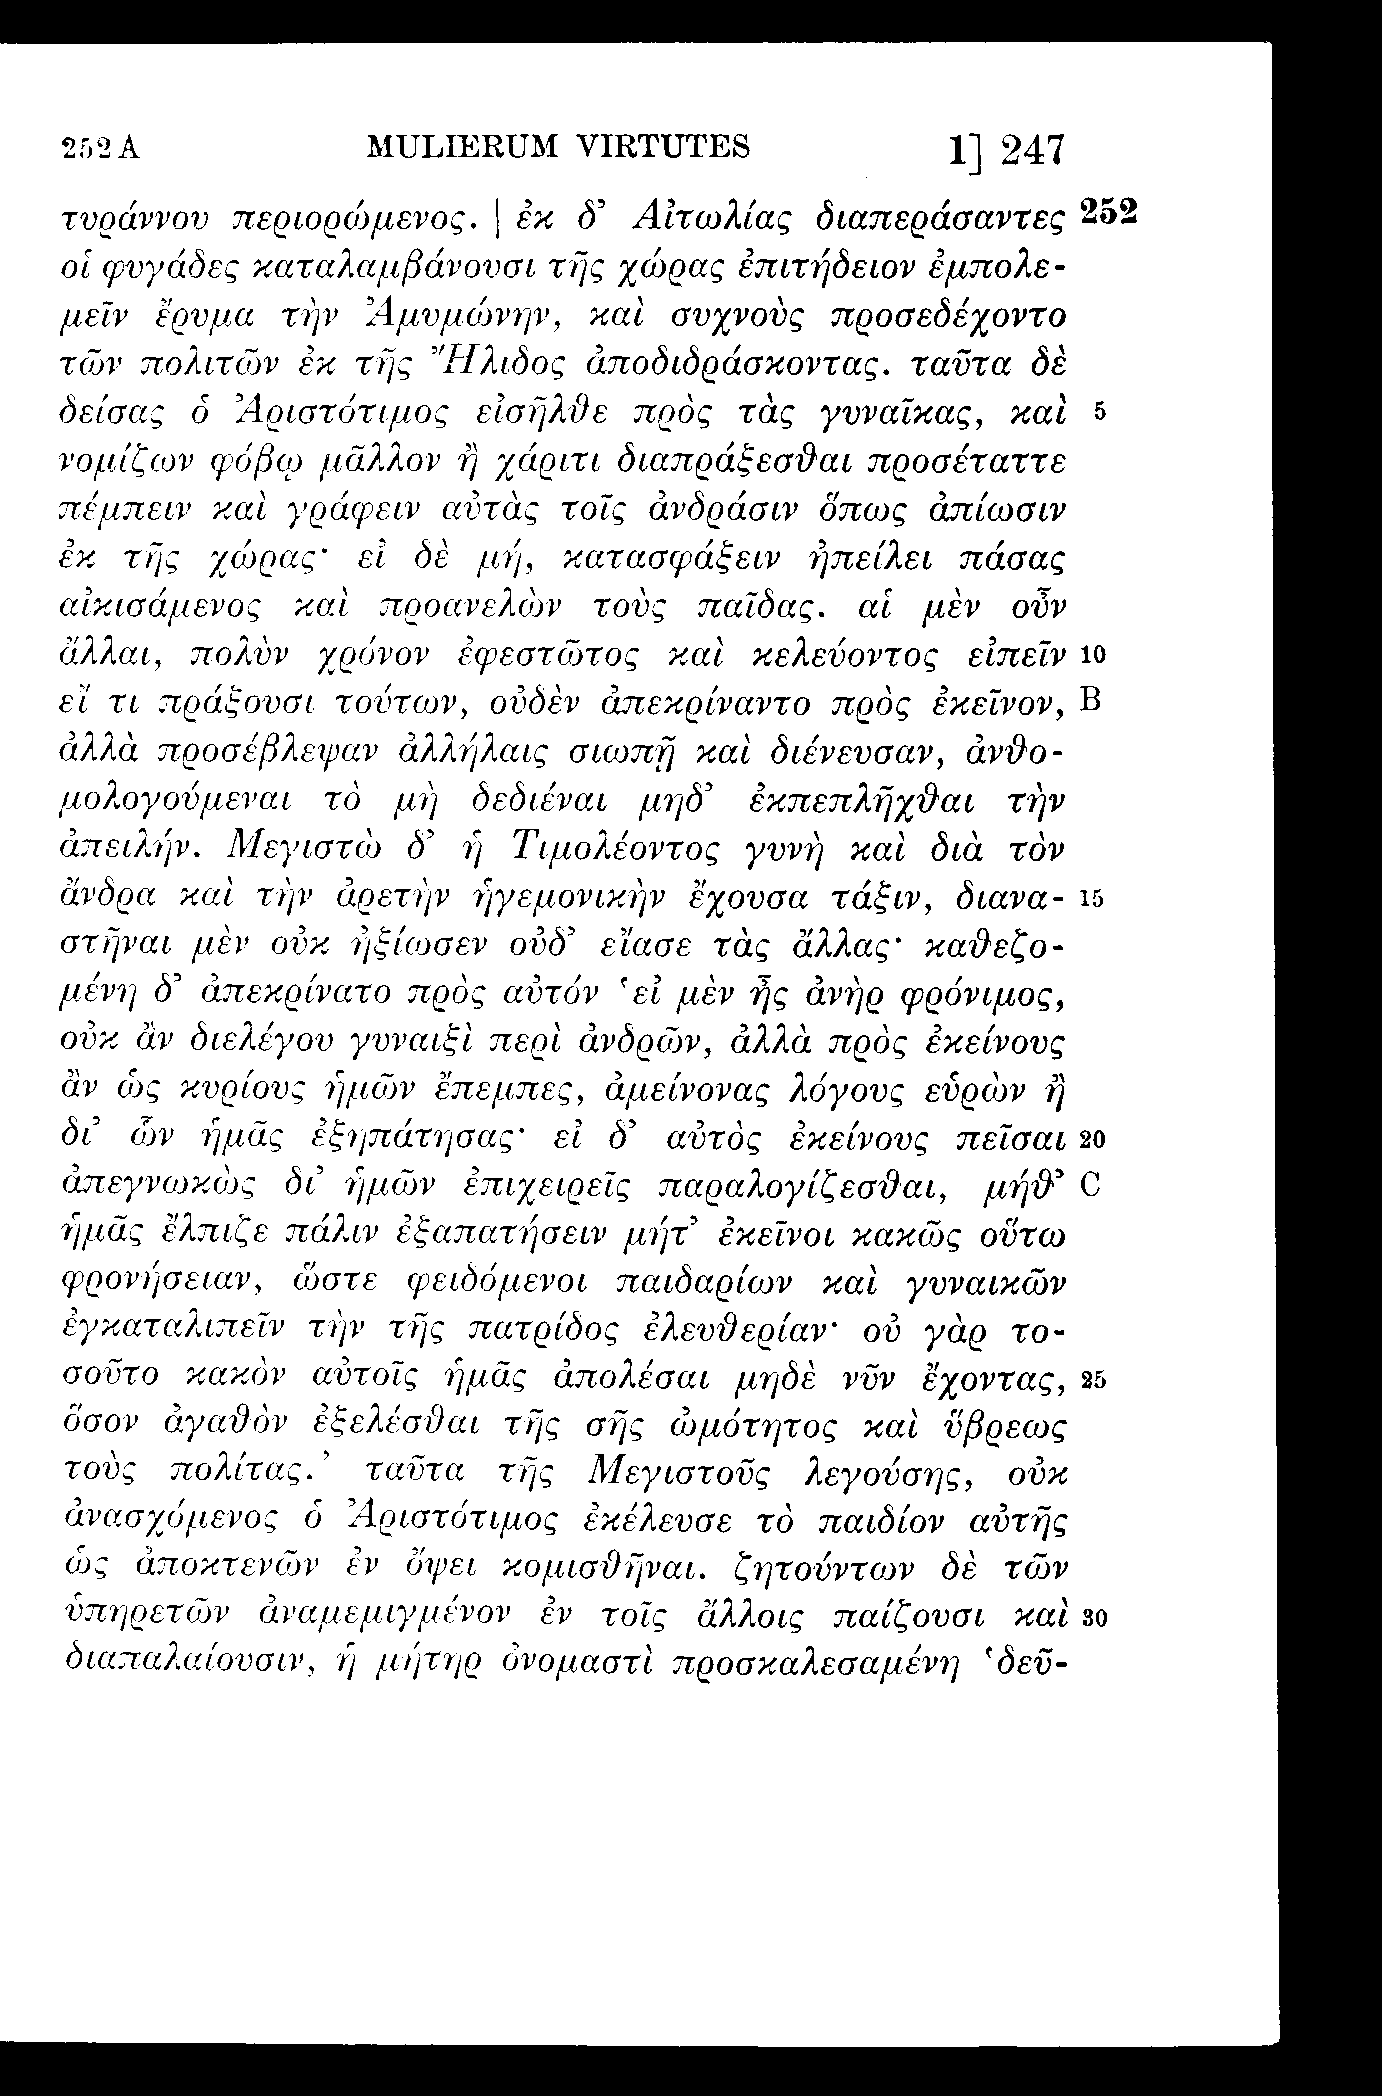 252 A MULIERUM VIRTUTES 1] 247
τυράννου περιορώμενος. | ἐκ δ’ Αἰτωλίας διαπεράσαντες 252
οἱ φυγάδες καταλαμβάνουσι τῆς χώρας ἐπιτήδειον ἐμπολε-
μεῖν ἔρυμα τὴν Ἀμυμώνην, καὶ συχνοὺς προσεδέχοντο
τῶν πολιτῶν ἐκ τῆς Ἤλιδος ἀποδιδράσκοντας. ταῦτα δὲ
δείσας ὁ Ἀριστότιμος εἰσῆλθε πρὸς τὰς γυναῖκας, καὶ 5
νομίζων φόβῳ μᾶλλον ἢ χάριτι διαπράξεσθαι προσέταττε
πέμπειν καὶ γράφειν αὐτὰς τοῖς ἀνδράσιν ὅπως ἀπίωσιν
ἐκ τῆς χώρας· εἰ δὲ μή, κατασφάξειν ἠπείλει πάσας
αἰκισάμενος καὶ προανελὼν τοὺς παῖδας. αἱ μὲν οὖν
ἄλλαι, πολὺν χρόνον ἐφεστῶτος καὶ κελεύοντος εἰπεῖν 10
εἴ τι πράξουσι τούτων, οὐδὲν ἀπεκρίναντο πρὸς ἐκεῖνον, B
ἀλλὰ προσέβλεψαν ἀλλήλαις σιωπῇ καὶ διένευσαν, ἀνθο-
μολογούμεναι τὸ μὴ δεδιέναι μηδ’ ἐκπεπλῆχθαι τὴν
ἀπειλήν. Μεγιστὼ δ’ ἡ Τιμολέοντος γυνὴ καὶ διὰ τὸν
ἄνδρα καὶ τὴν ἀρετὴν ἡγεμονικὴν ἔχουσα τάξιν, διανα- 15
στῆναι μὲν οὐκ ἠξίωσεν οὐδ’ εἴασε τὰς ἄλλας· καθεζο-
μένη δ’ ἀπεκρίνατο πρὸς αὐτόν ‘εἰ μὲν ἦς ἀνὴρ φρόνιμος,
οὐκ ἂν διελέγου γυναιξὶ περὶ ἀνδρῶν, ἀλλὰ πρὸς ἐκείνους
ἂν ὡς κυρίους ἡμῶν ἔπεμπες, ἀμείνονας λόγους εὑρὼν ἢ
δι’ ὧν ἡμᾶς ἐξηπάτησας· εἰ δ’ αὐτὸς ἐκείνους πεῖσαι 20
ἀπεγνωκὼς δι’ ἡμῶν ἐπιχειρεῖς παραλογίζεσθαι, μήθ’ C
ἡμᾶς ἔλπιζε πάλιν ἐξαπατήσειν μήτ’ ἐκεῖνοι κακῶς οὕτω
φρονήσειαν, ὥστε φειδόμενοι παιδαρίων καὶ γυναικῶν
ἐγκαταλιπεῖν τὴν τῆς πατρίδος ἐλευθερίαν· οὐ γὰρ το-
σοῦτο κακὸν αὐτοῖς ἡμᾶς ἀπολέσαι μηδὲ νῦν ἔχοντας, 25
ὅσον ἀγαθὸν ἐξελέσθαι τῆς σῆς ὠμότητος καὶ ὕβρεως
τοὺς πολίτας.’ ταῦτα τῆς Μεγιστοῦς λεγούσης, οὐκ
ἀνασχόμενος ὁ Ἀριστότιμος ἐκέλευσε τὸ παιδίον αὐτῆς
ὡς ἀποκτενῶν ἐν ὄψει κομισθῆναι. ζητούντων δὲ τῶν
ὑπηρετῶν ἀναμεμιγμένον ἐν τοῖς ἄλλοις παίζουσι καὶ 30
διαπαλαίουσιν, ἡ μήτηρ ὀνομαστὶ προσκαλεσαμένη ‘δεῦ-